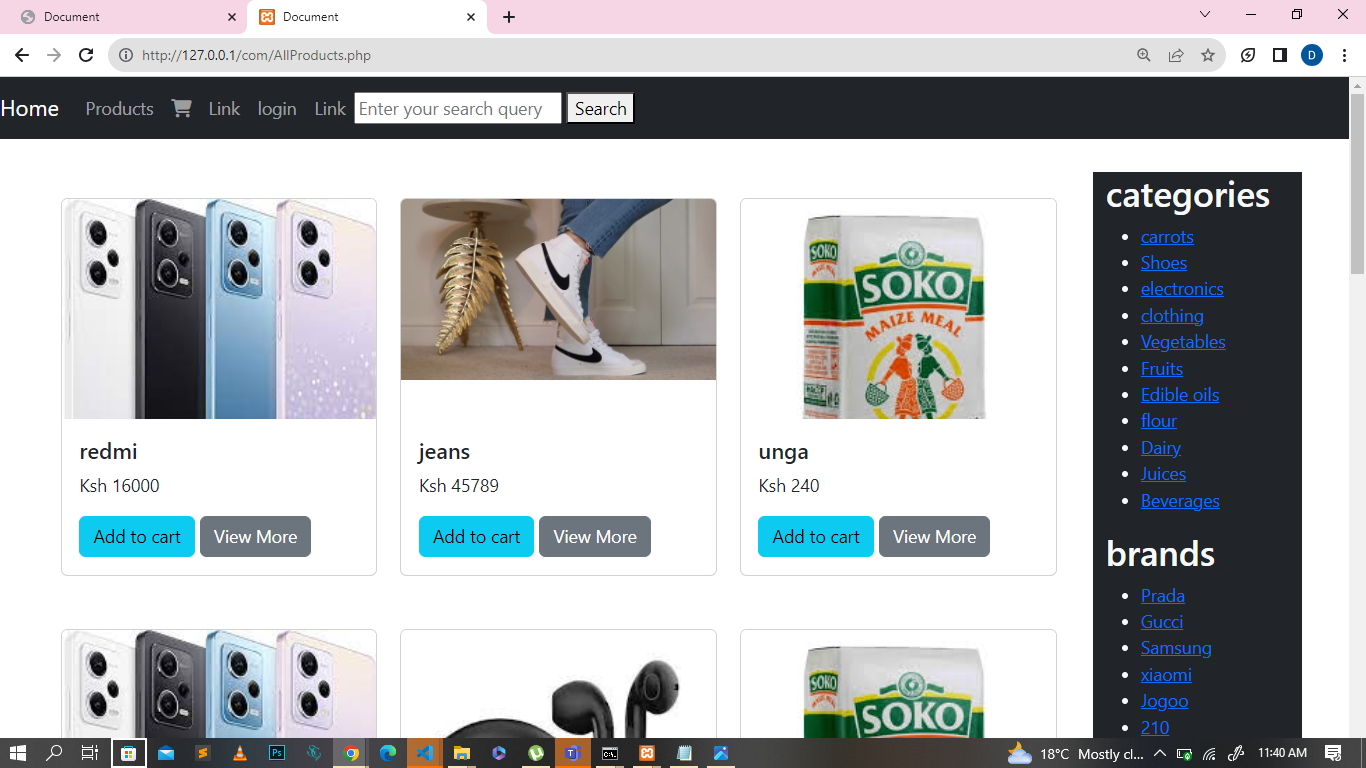 Document
Document
http://127.0.0.1/com/AllProducts.php
D
Home Products Link login Link Enter your search query Search
SOKO
SOKO
MAIZE MEAL
redmi
Ksh 16000
Add to cart View More
jeans
Ksh 45789
Add to cart View More
unga
Ksh 240
Add to cart View More
SOKO
SOKO
categories
carrots
Shoes
electronics
clothing
Vegetables
Fruits
Edible oils
flour
Dairy
Juices
Beverages
brands
Prada
Gucci
Samsung
xiaomi
Jogoo
210
Ps
18°C Mostly cl... 11:40 AM